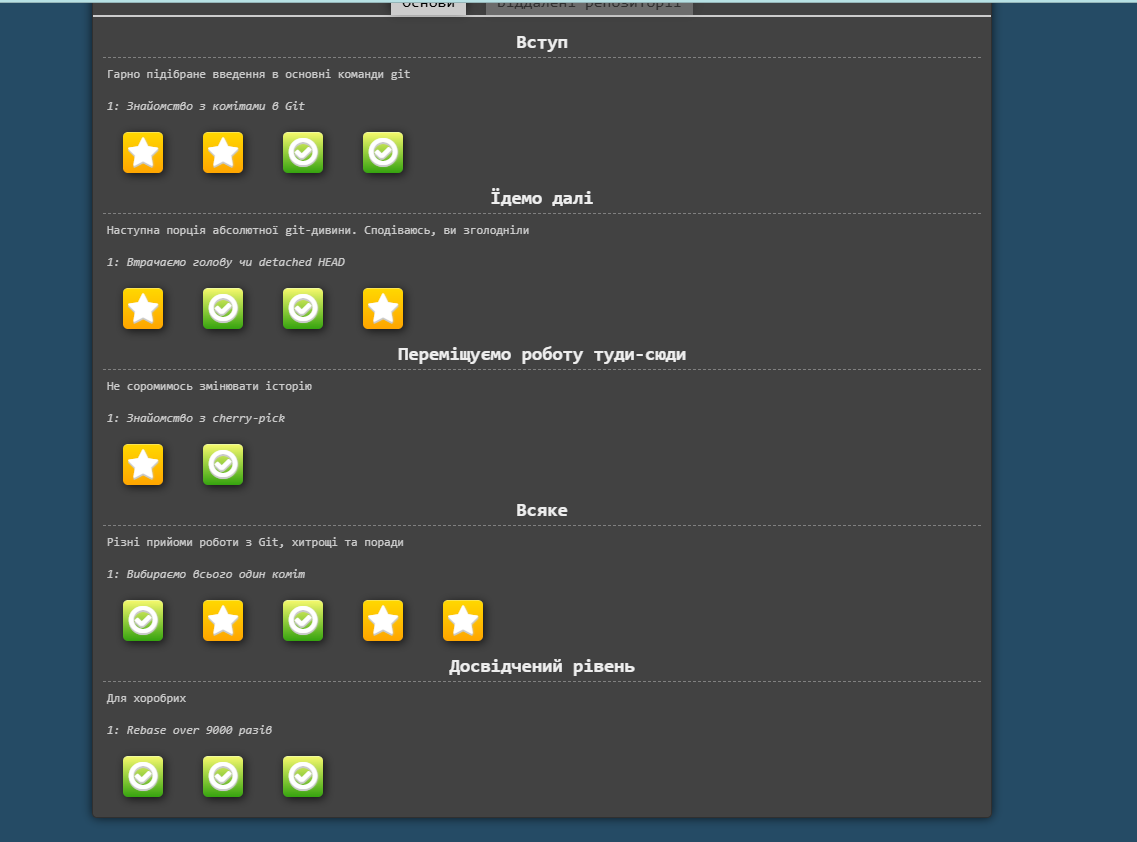 Основи Віддалені репозиторії
Вступ
Гарно підібране введення в основні команди git
1: Знайомство з комітами в Git
Їдемо далі
Наступна порція абсолютної git-дивини. Сподіваюсь, ви зголодніли
1: Втрачаємо голову чи detached HEAD
Переміщуємо роботу туди-сюди
Не соромимось змінювати історію
1: Знайомство з cherry-pick
Всяке
Різні прийоми роботи з Git, хитрощі та поради
1: Вибираємо всього один коміт
Досвідчений рівень
Для хоробрих
1: Rebase over 9000 разів